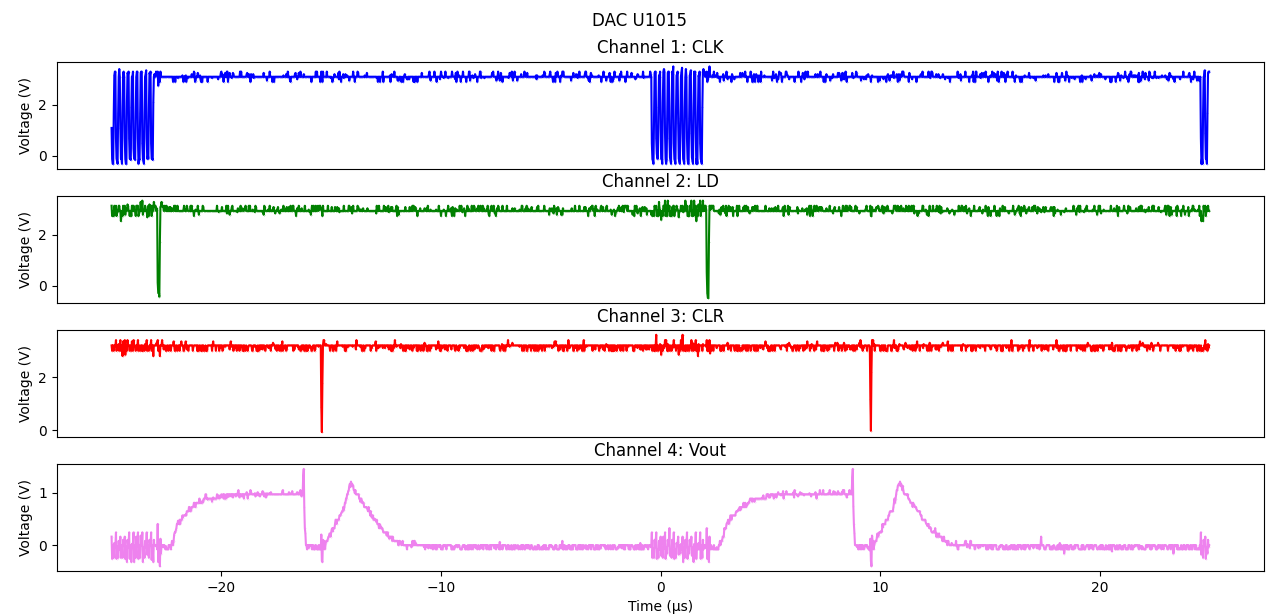 DAC U1015
Channel 1: CLK
Voltage (V)
2
0
Channel 2: LD
Voltage (V)
2
0
Channel 3: CLR
Voltage (V)
2
0
Channel 4: Vout
Voltage (V)
1
0
−20 −10 0 10 20
Time (µs)